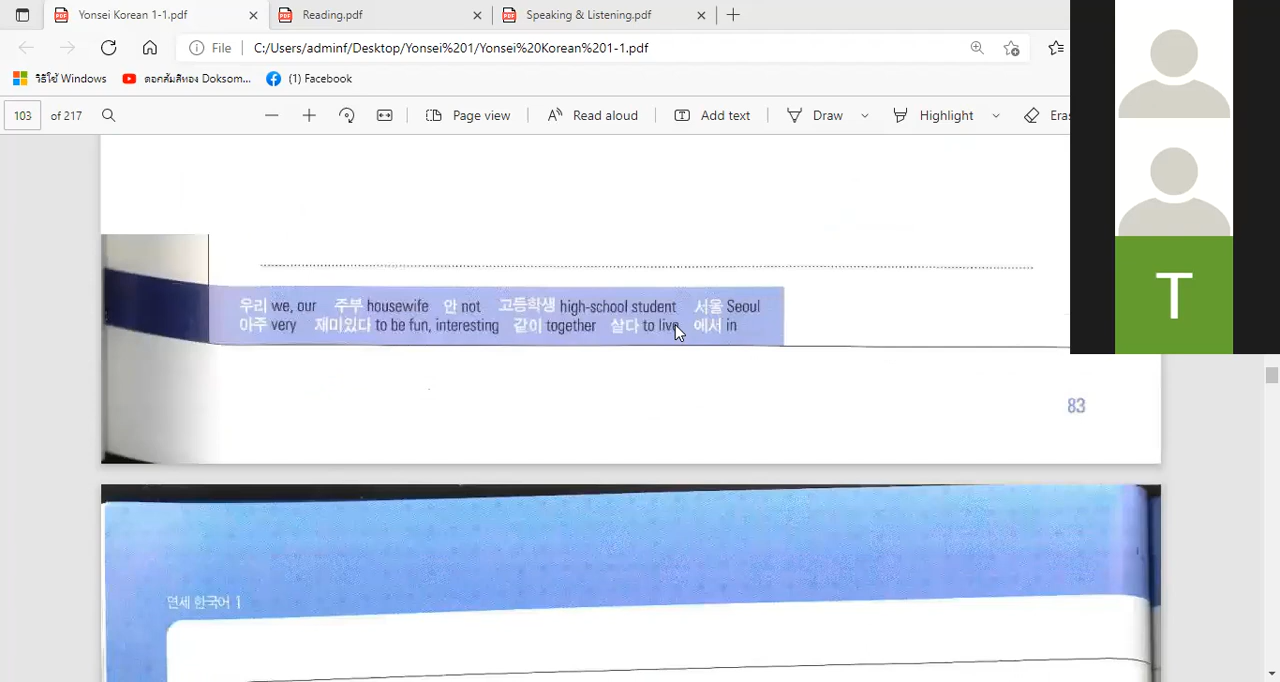 Yonsei Korean 1-1.pdf
Reading.pdf
Speaking & Listening.pdf
File C:/Users/adminf/Desktop/Yonsei%201/Yonsei%20Korean%201-1.pdf
วิธีใช้ Windows ดอกส้มสีทอง Doksom... (1) Facebook
103 of 217 Page view Read aloud Add text Draw Highlight Era
우리 we, our 주부 housewife 안 not 고등학생 high-school student 서울 Seoul
아주 very 재미있다 to be fun, interesting 같이 together 살다 to live 에서 in
83
연세 한국어 1
T